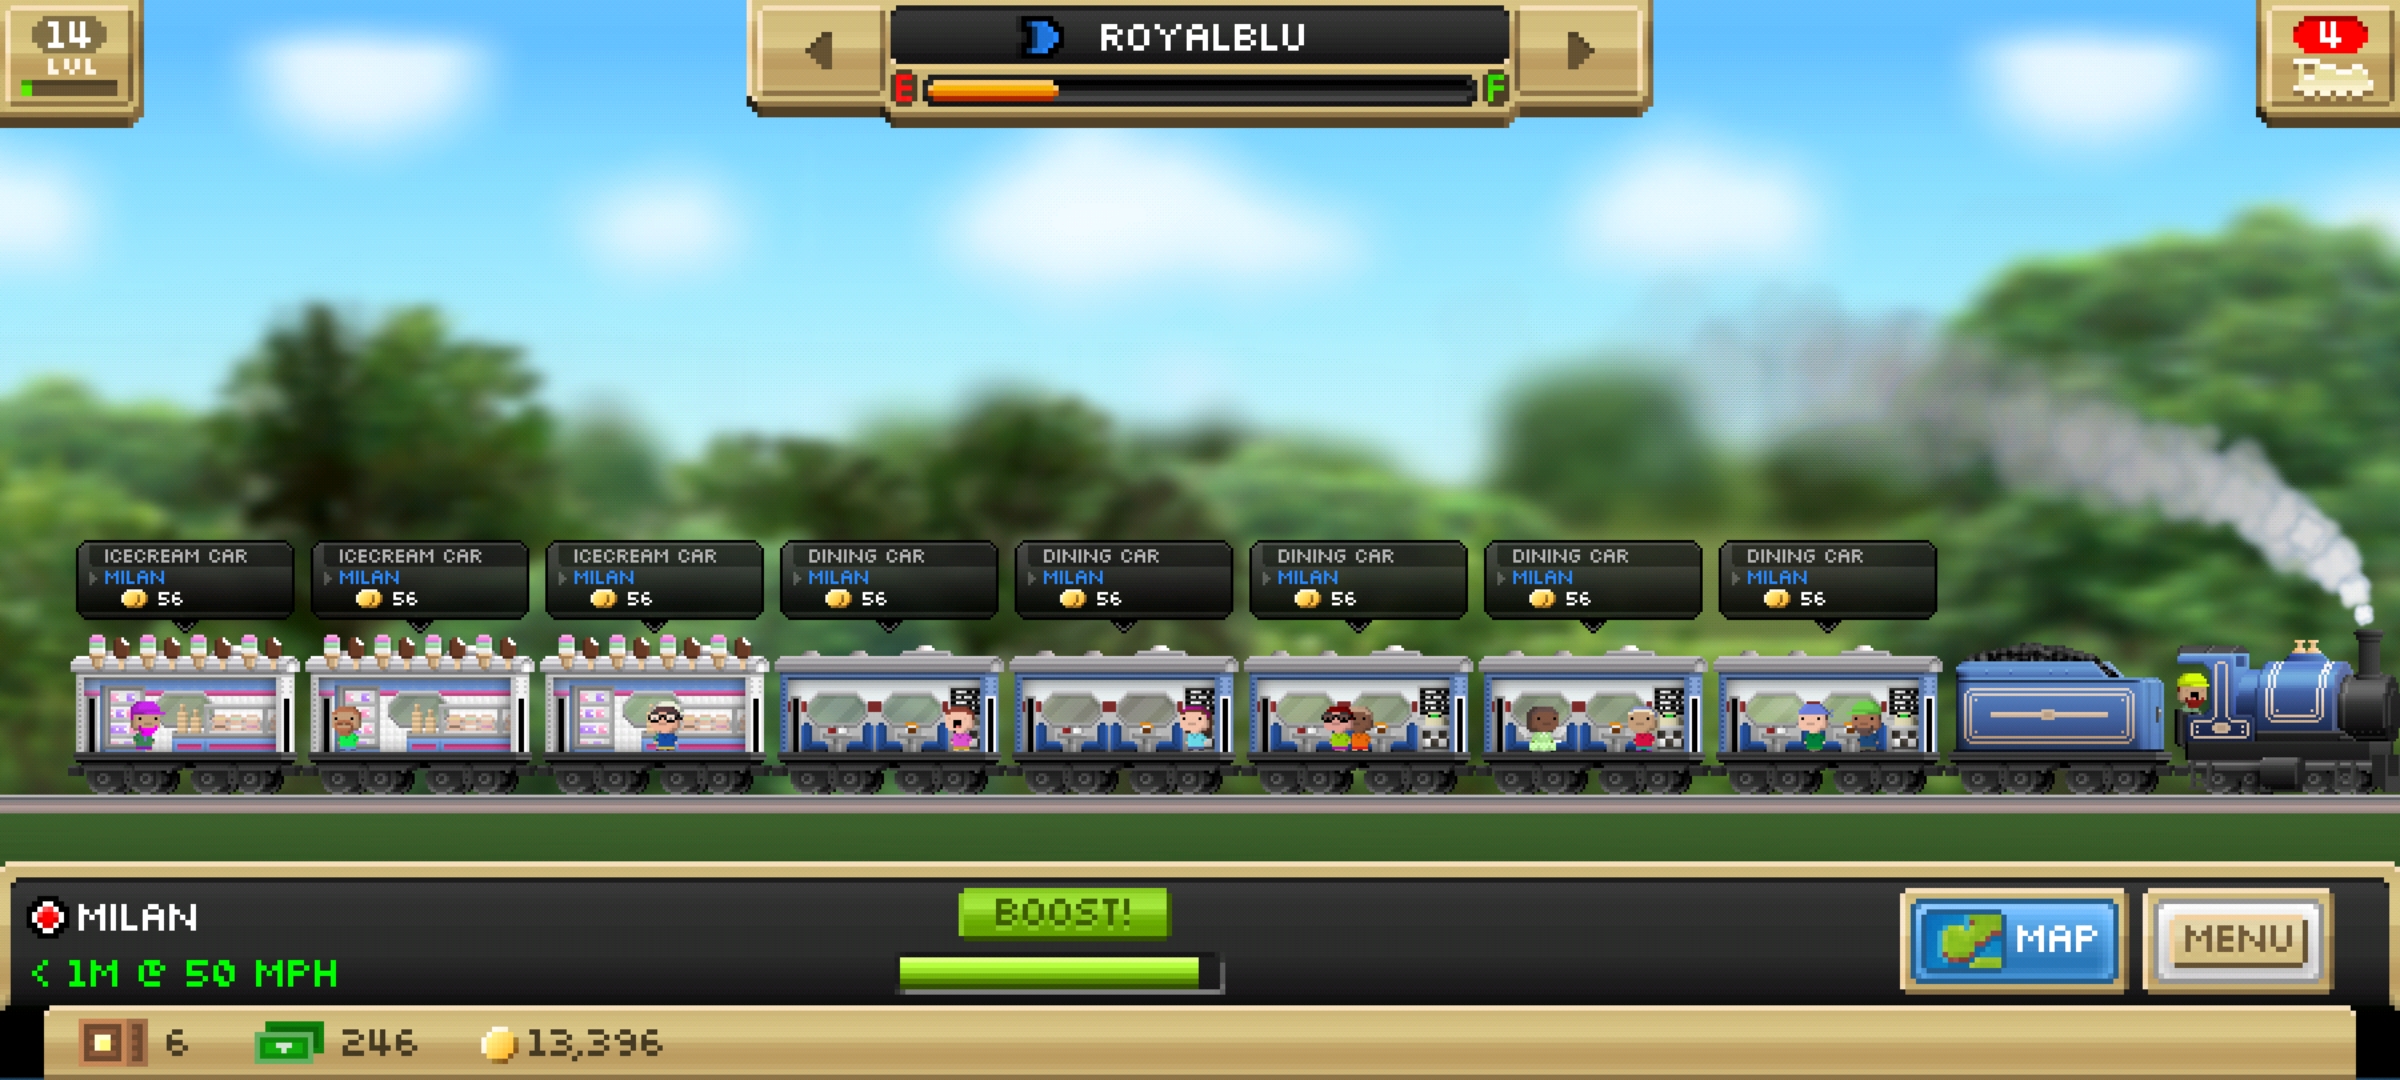 14
LVL
ROYALBLU
E F
4
ICECREAM CAR
MILAN
56
ICECREAM CAR
MILAN
56
ICECREAM CAR
MILAN
56
DINING CAR
MILAN
56
DINING CAR
MILAN
56
DINING CAR
MILAN
56
DINING CAR
MILAN
56
DINING CAR
MILAN
56
MILAN
< 1M @ 50 MPH
BOOST!
MAP
MENU
6
246
13,396